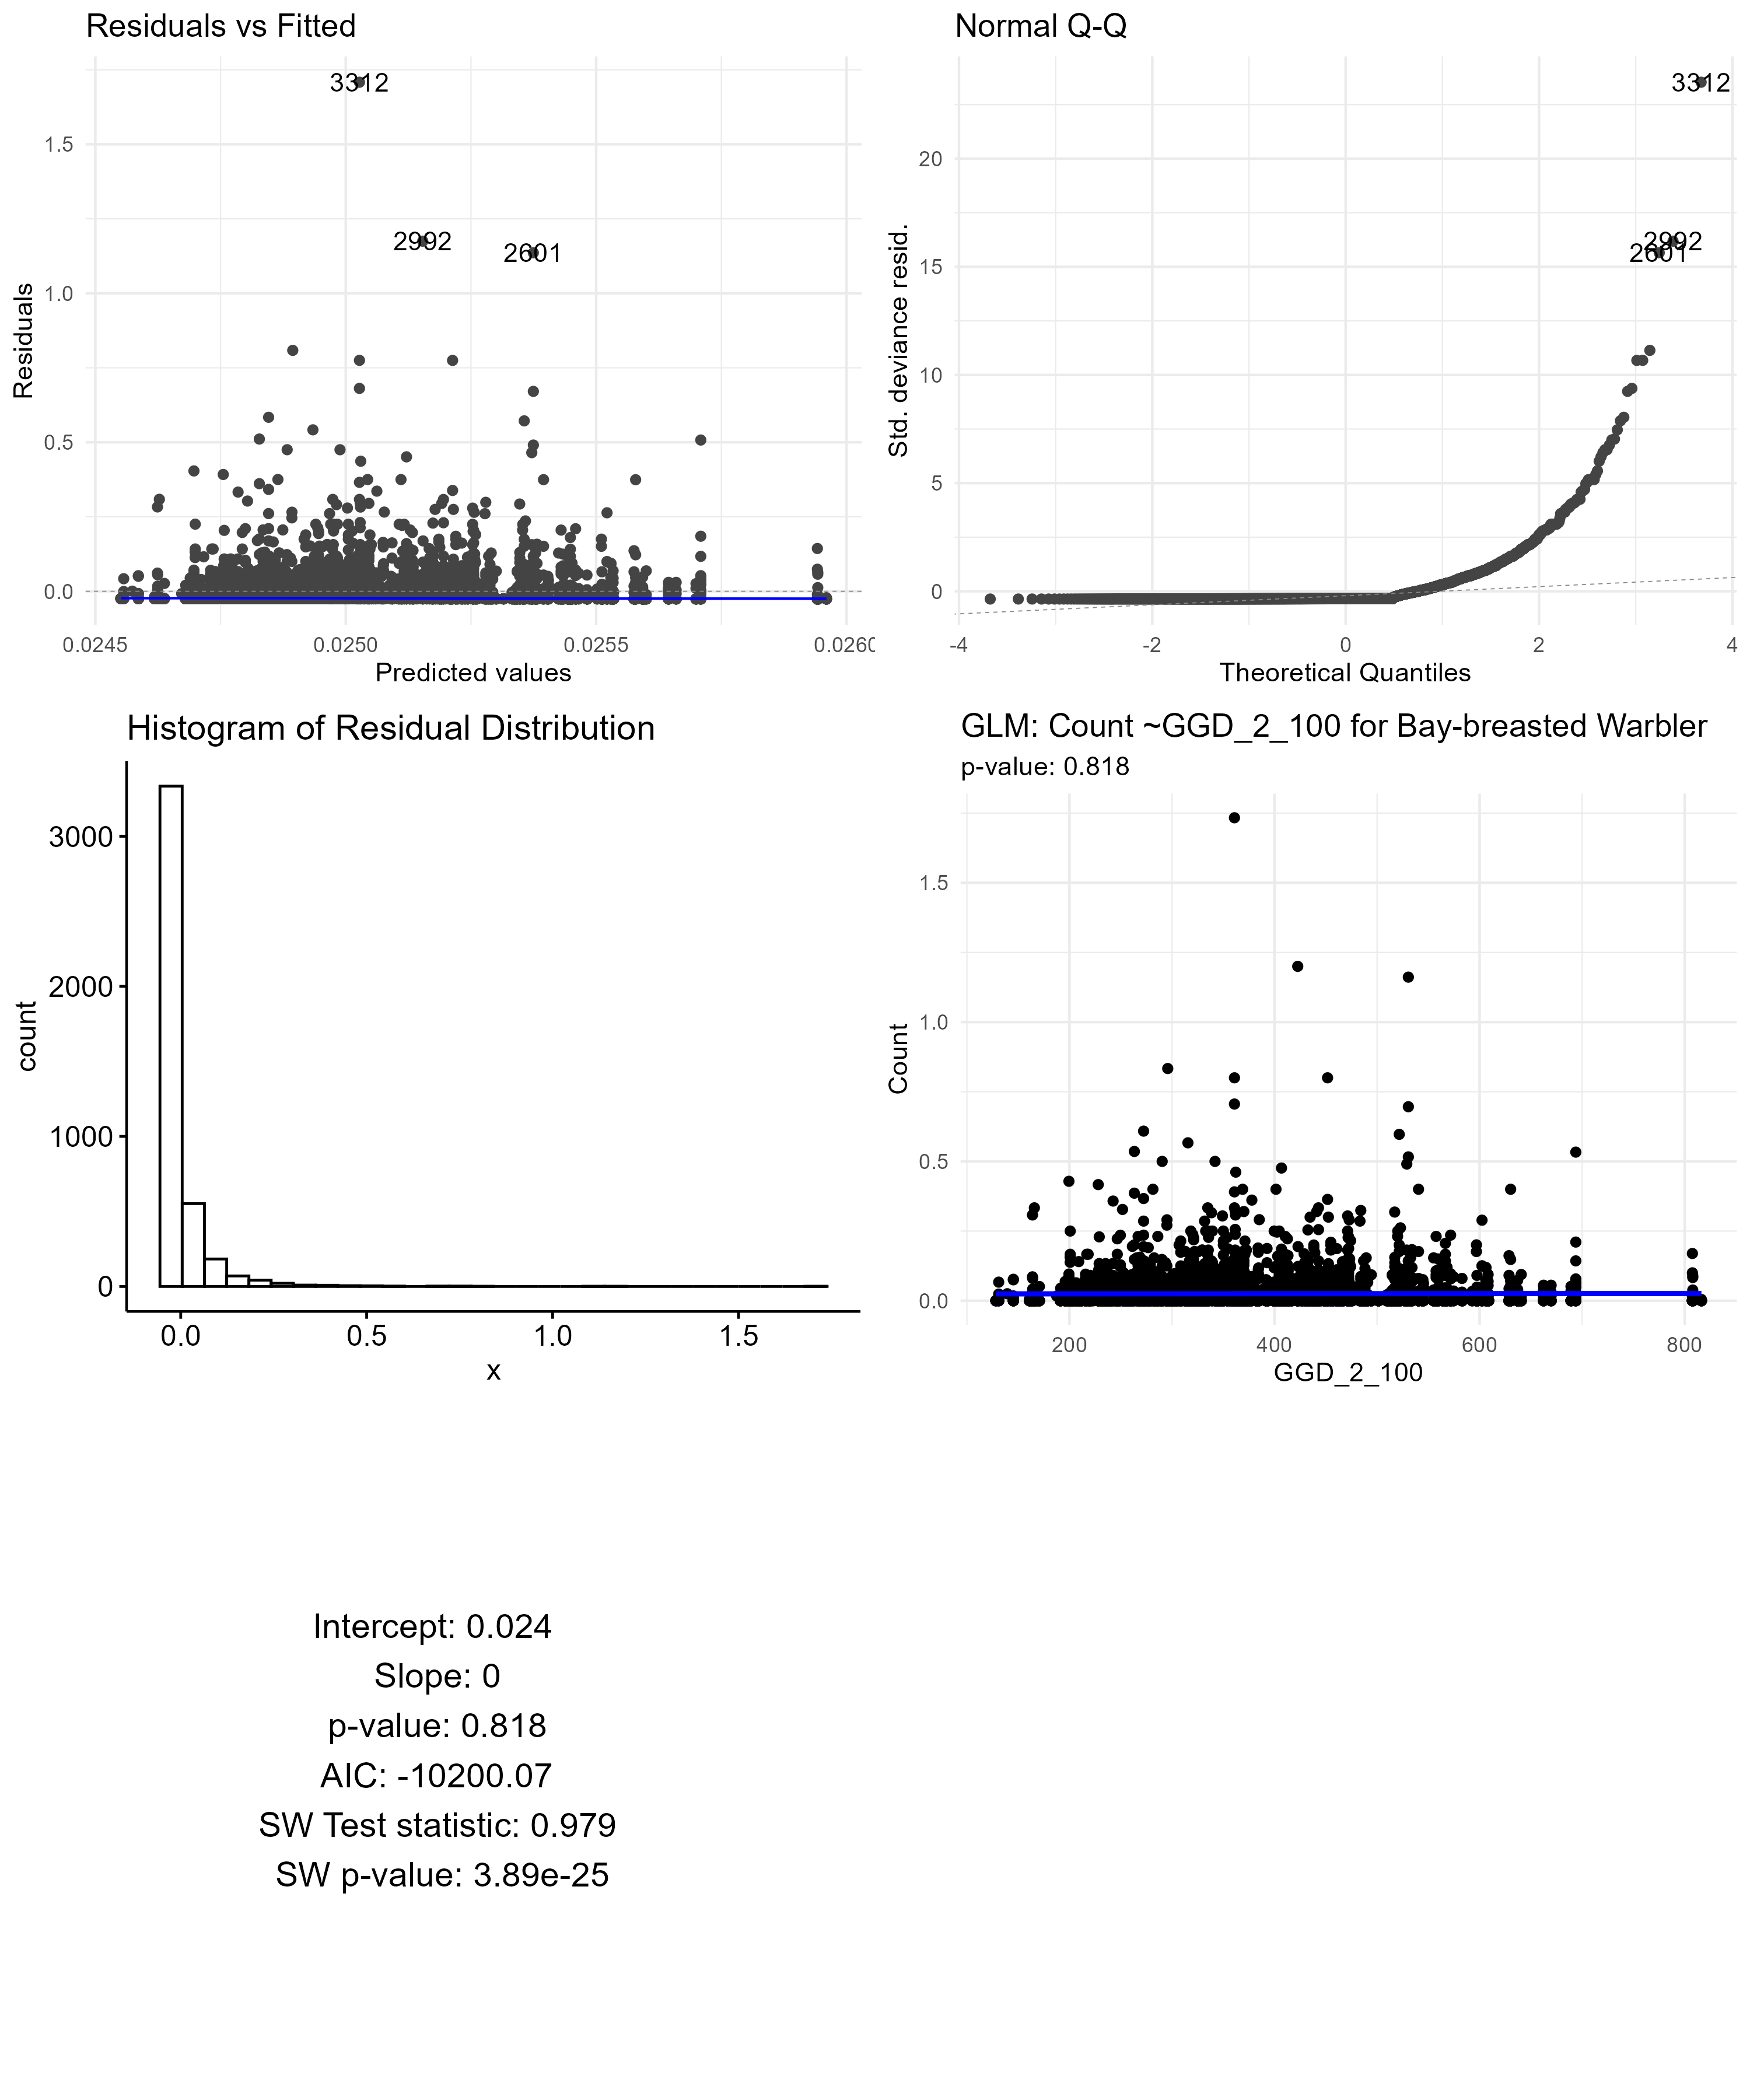 Residuals vs Fitted
3312
2992
2601
1.5
1.0
0.5
0.0
Residuals
0.0245
0.0250
0.0255
Predicted values
Normal Q-Q
3312
2992
2601
20
15
10
5
0
Std. deviance resid.
-4
-2
0
2
4
Theoretical Quantiles
Histogram of Residual Distribution
3000
2000
1000
0
count
0.0
0.5
1.0
1.5
x
GLM: Count ~GGD_2_100 for Bay-breasted Warbler
p-value: 0.818
1.5
1.0
0.5
0.0
Count
200
400
600
800
GGD_2_100
Intercept: 0.024
Slope: 0
p-value: 0.818
AIC: -10200.07
SW Test statistic: 0.979
SW p-value: 3.89e-25